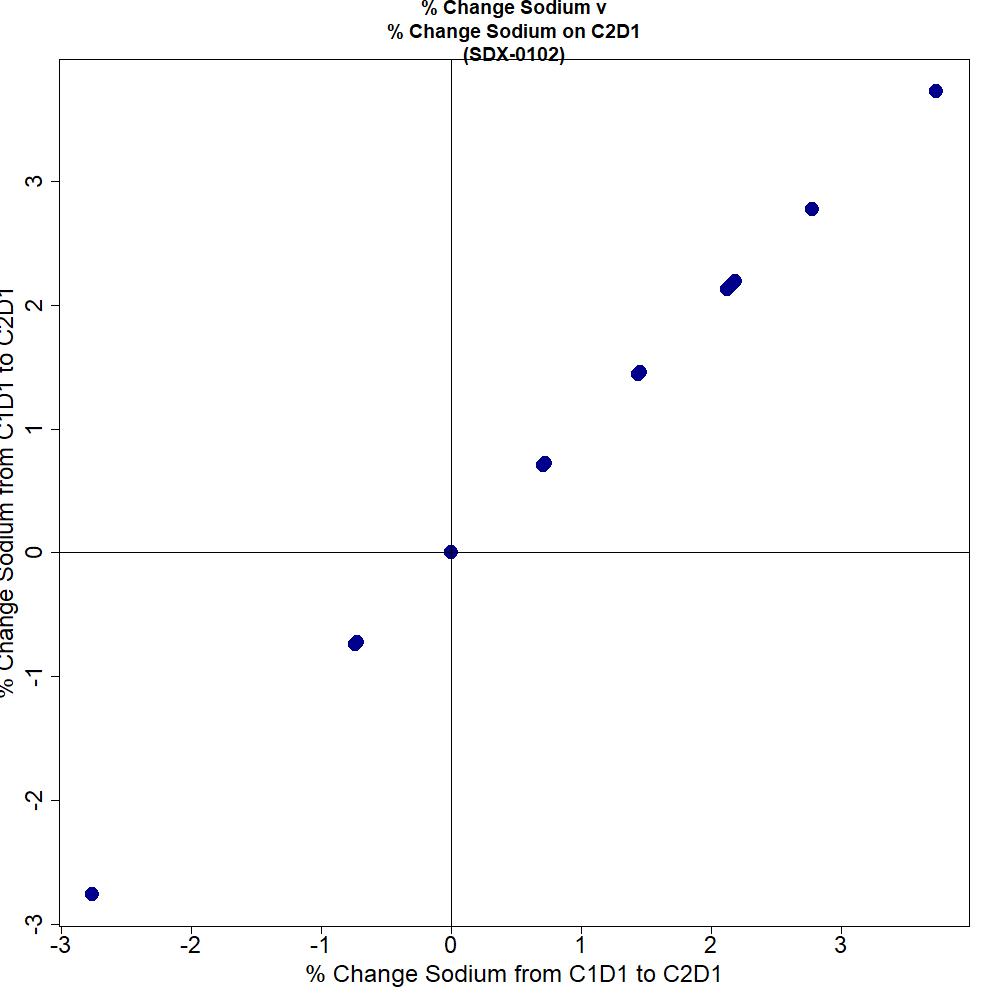 % Change Sodium v
% Change Sodium on C2D1
(SDX-0102)
% Change Sodium from C1D1 to C2D1
3
2
1
0
-1
-2
-3
-3
-2
-1
0
1
2
3
% Change Sodium from C1D1 to C2D1